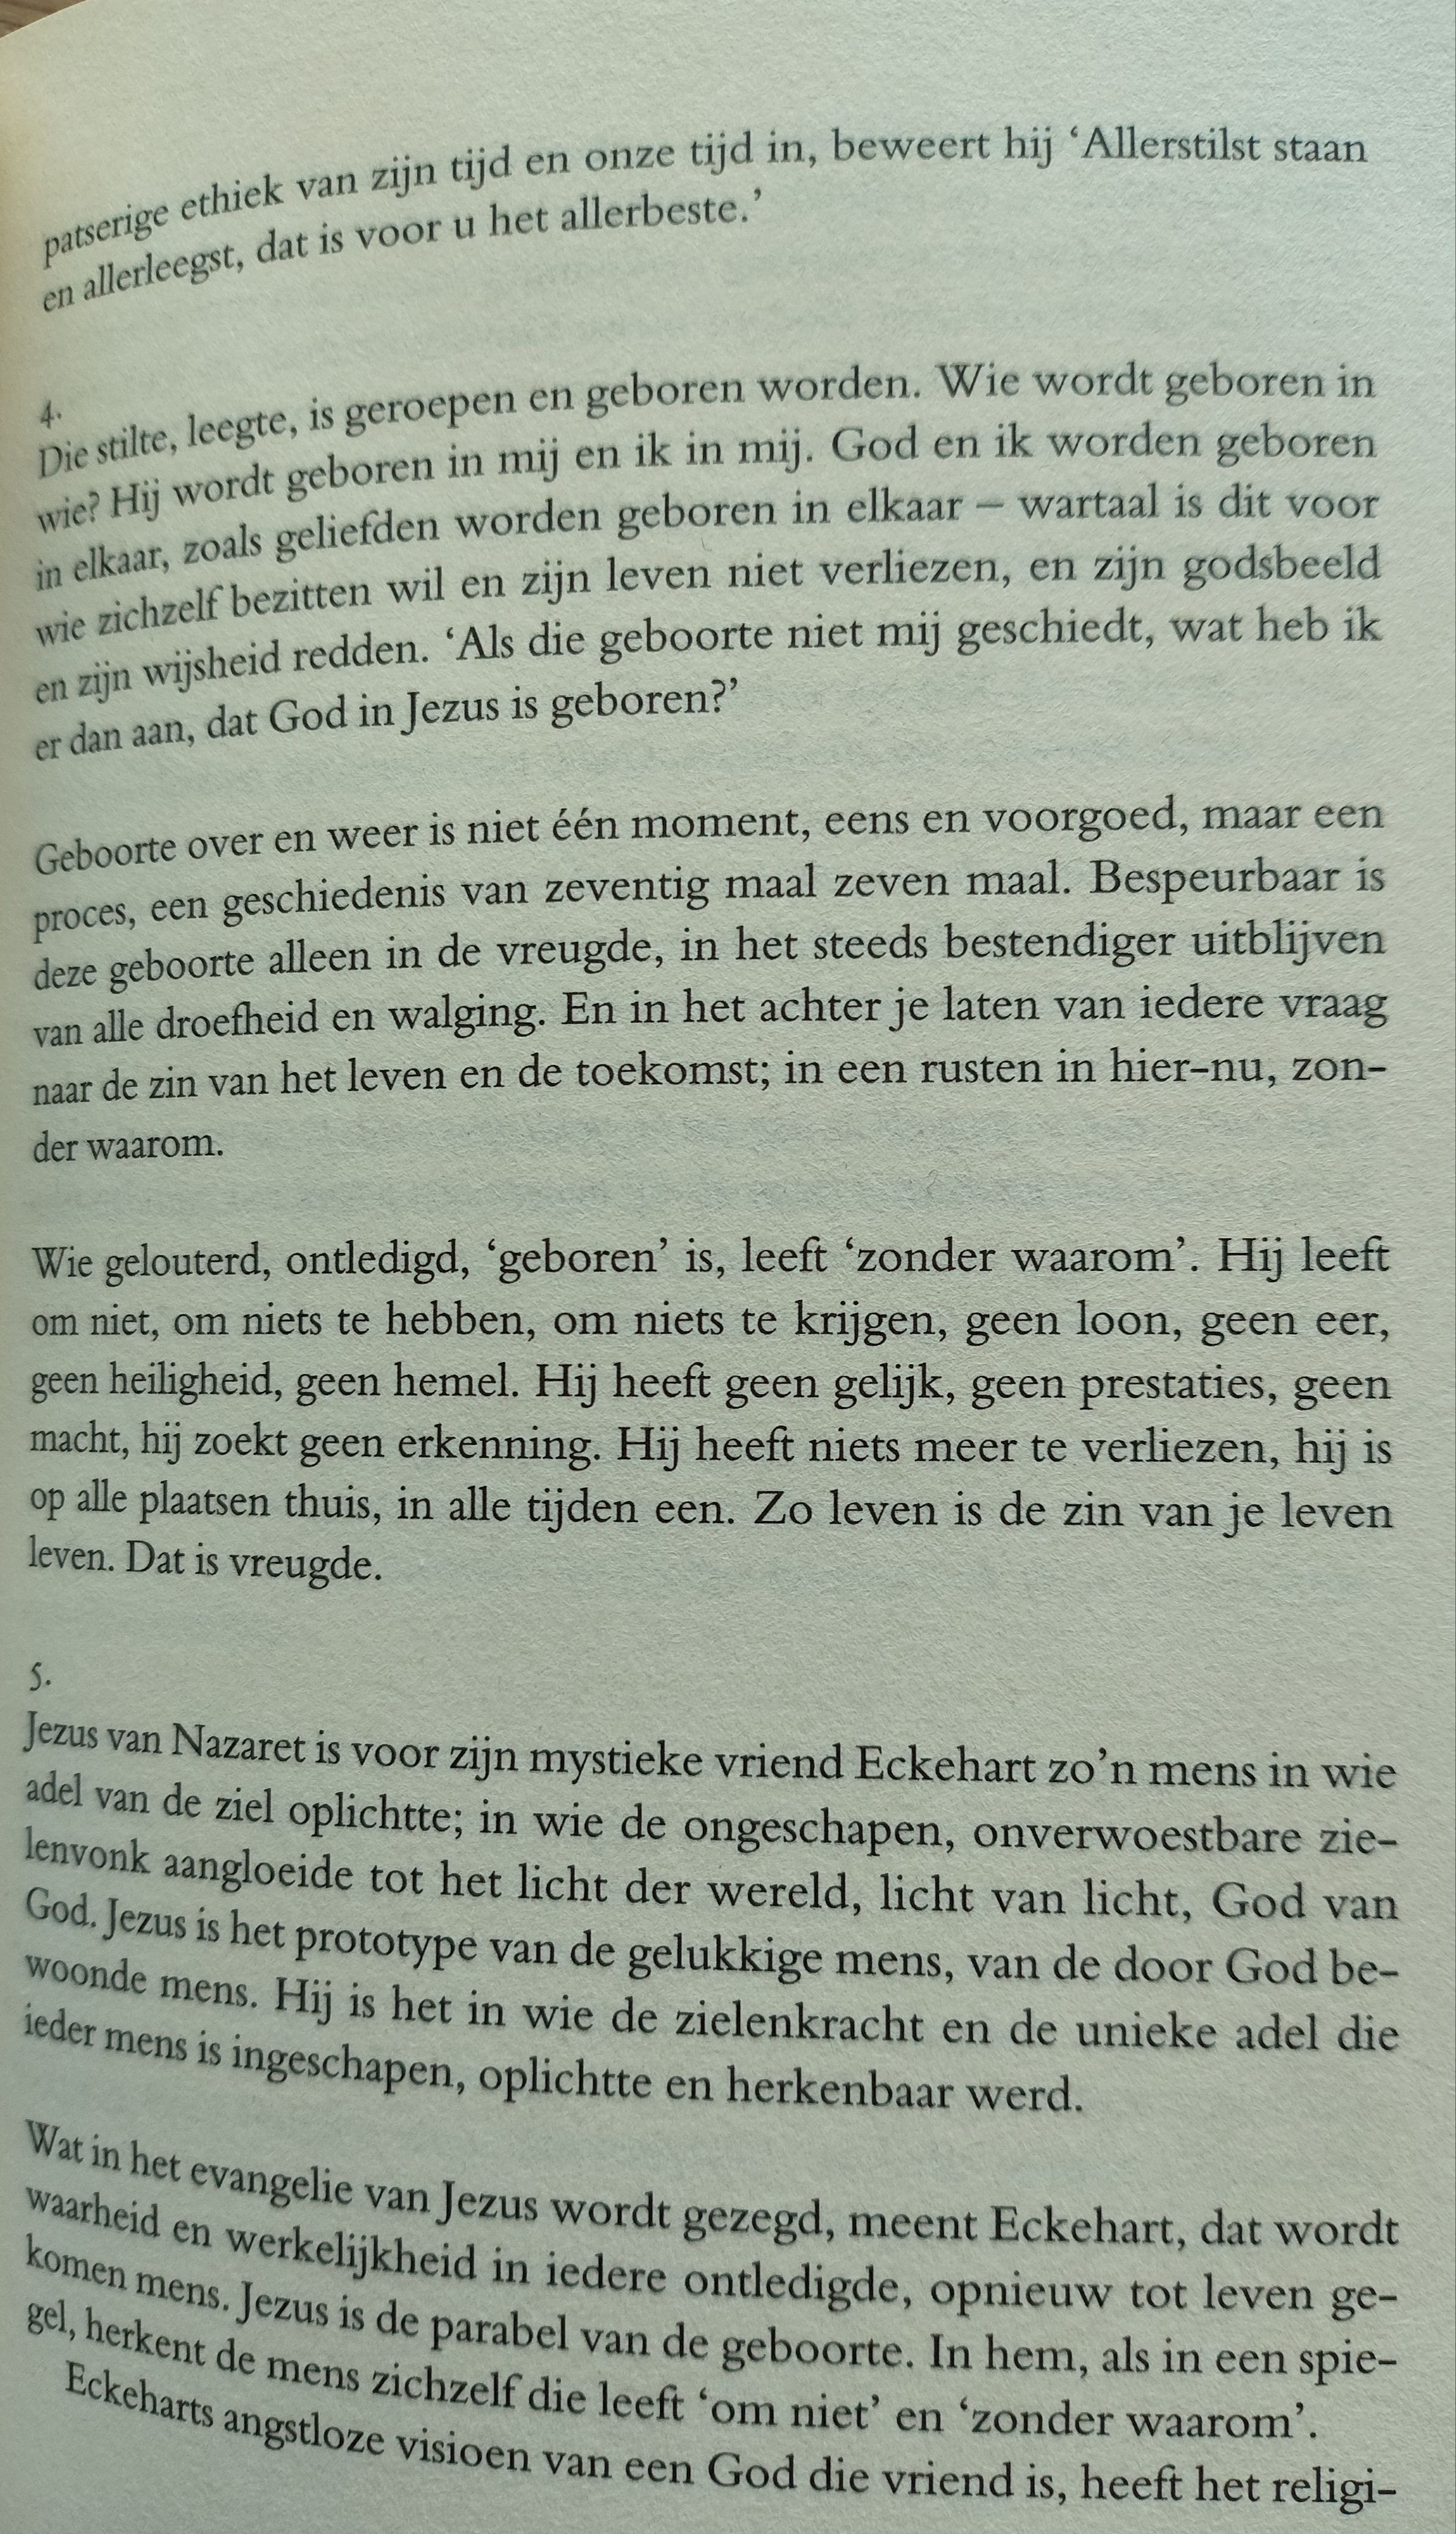 patserige ethiek van zijn tijd en onze tijd in, beweert hij ‘Allerstilst staan
en allerleegst, dat is voor u het allerbeste.’
4.
Die stilte, leegte, is geroepen en geboren worden. Wie wordt geboren in
wie? Hij wordt geboren in mij en ik in mij. God en ik worden geboren
in elkaar, zoals geliefden worden geboren in elkaar – wartaal is dit voor
wie zichzelf bezitten wil en zijn leven niet verliezen, en zijn godsbeeld
en zijn wijsheid redden. ‘Als die geboorte niet mij geschiedt, wat heb ik
er dan aan, dat God in Jezus is geboren?’
Geboorte over en weer is niet één moment, eens en voorgoed, maar een
proces, een geschiedenis van zeventig maal zeven maal. Bespeurbaar is
deze geboorte alleen in de vreugde, in het steeds bestendiger uitblijven
van alle droefheid en walging. En in het achter je laten van iedere vraag
naar de zin van het leven en de toekomst; in een rusten in hier-nu, zon-
der waarom.
Wie gelouterd, ontledigd, ‘geboren’ is, leeft ‘zonder waarom’. Hij leeft
om niet, om niets te hebben, om niets te krijgen, geen loon, geen eer,
geen heiligheid, geen hemel. Hij heeft geen gelijk, geen prestaties, geen
macht, hij zoekt geen erkenning. Hij heeft niets meer te verliezen, hij is
op alle plaatsen thuis, in alle tijden een. Zo leven is de zin van je leven
leven. Dat is vreugde.
5.
Jezus van Nazaret is voor zijn mystieke vriend Eckehart zo’n mens in wie
adel van de ziel oplichtte; in wie de ongeschapen, onverwoestbare zie-
lenvonk aangloeide tot het licht der wereld, licht van licht, God van
God. Jezus is het prototype van de gelukkige mens, van de door God be-
woonde mens. Hij is het in wie de zielenkracht en de unieke adel die
ieder mens is ingeschapen, oplichtte en herkenbaar werd.
Wat in het evangelie van Jezus wordt gezegd, meent Eckehart, dat wordt
waarheid en werkelijkheid in iedere ontledigde, opnieuw tot leven ge-
komen mens. Jezus is de parabel van de geboorte. In hem, als in een spie-
gel, herkent de mens zichzelf die leeft ‘om niet’ en ‘zonder waarom’.
Eckeharts angstloze visioen van een God die vriend is, heeft het religi-